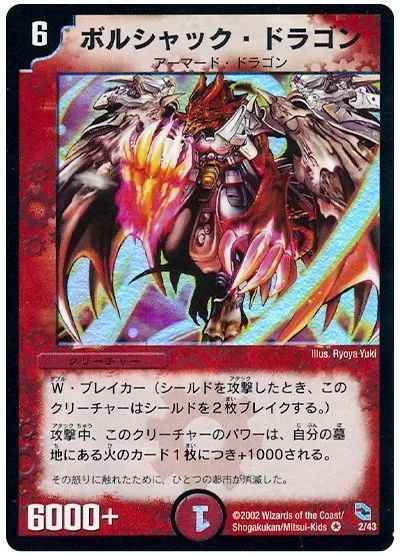 6
ボルシャック・ドラゴン
アーマード・ドラゴン
Illus. Ryoya Yuki
クリーチャー
W・ブレイカー（シールドを攻撃したとき、この
クリーチャーはシールドを２枚ブレイクする。）
攻撃中、このクリーチャーのパワーは、自分の墓
地にある火のカード１枚につき+1000される。
その怒りに触れたために、ひとつの都市が消滅した。
6000+
1
©2002 Wizards of the Coast/
Shogakukan/Mitsui-Kids
2/43